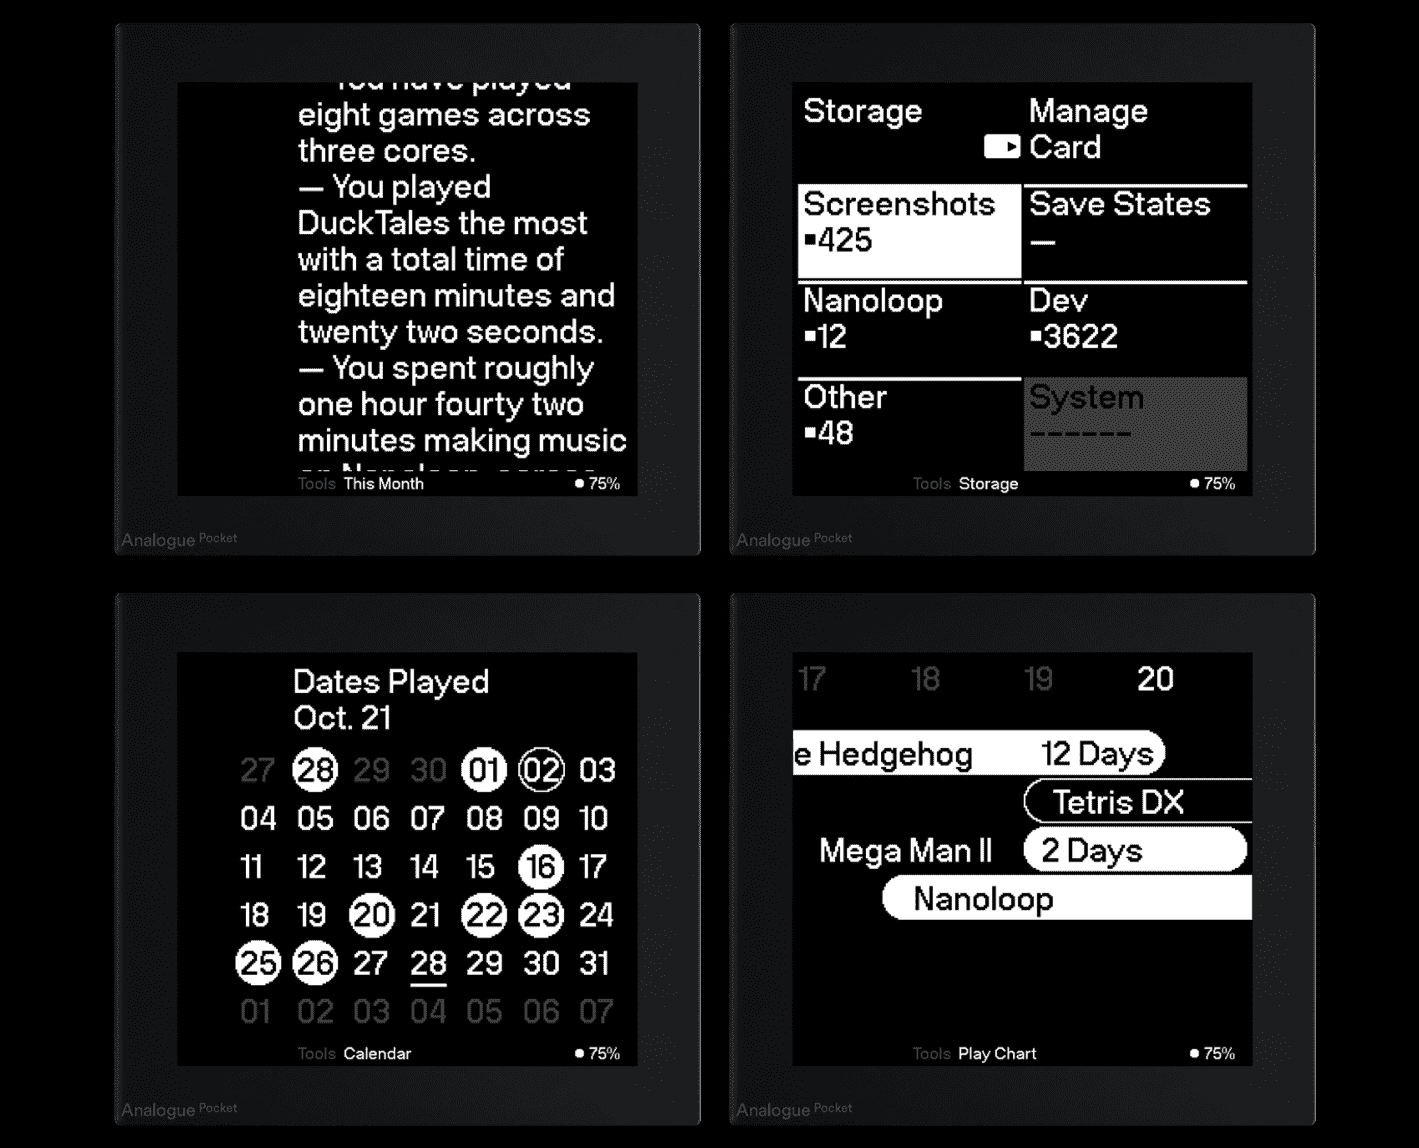 You have played
eight games across
three cores.
— You played
DuckTales the most
with a total time of
eighteen minutes and
twenty two seconds.
— You spent roughly
one hour fourty two
minutes making music
on Nanoloop, across
Tools This Month 75%
Analogue Pocket
Storage Manage
Card
Screenshots Save States
425 —
Nanoloop Dev
12 3622
Other System
48 ------
Tools Storage 75%
Analogue Pocket
Dates Played
Oct. 21
27 28 29 30 01 02 03
04 05 06 07 08 09 10
11 12 13 14 15 16 17
18 19 20 21 22 23 24
25 26 27 28 29 30 31
01 02 03 04 05 06 07
Tools Calendar 75%
Analogue Pocket
17 18 19 20
e Hedgehog 12 Days
Tetris DX
Mega Man II 2 Days
Nanoloop
Tools Play Chart 75%
Analogue Pocket